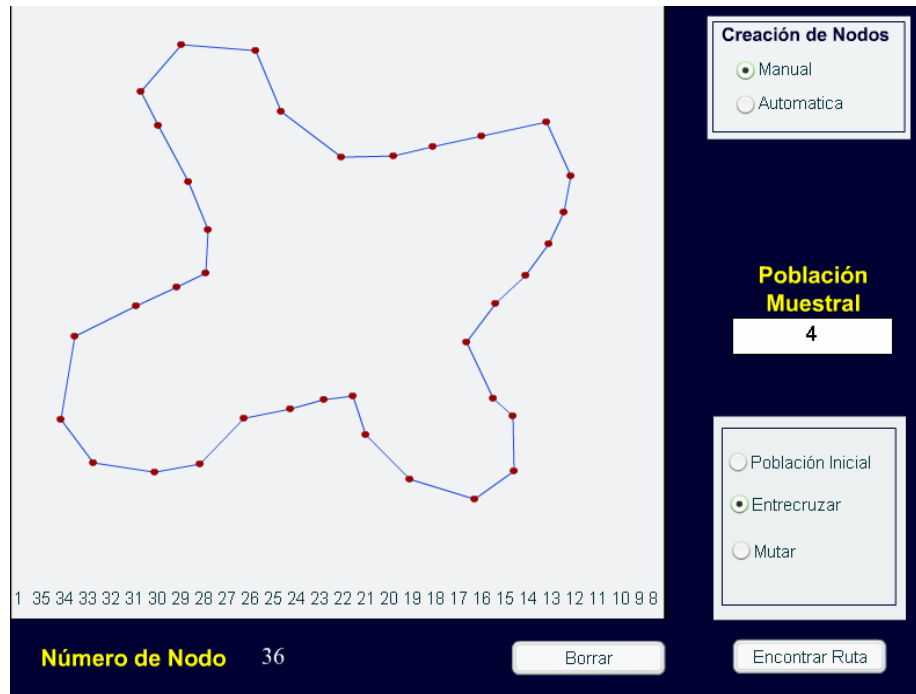 Creación de Nodos
Manual
Automatica
Población
Muestral
4
Población Inicial
Entrecruzar
Mutar
1 35 34 33 32 31 30 29 28 27 26 25 24 23 22 21 20 19 18 17 16 15 14 13 12 11 10 9 8
Número de Nodo 36
Borrar
Encontrar Ruta